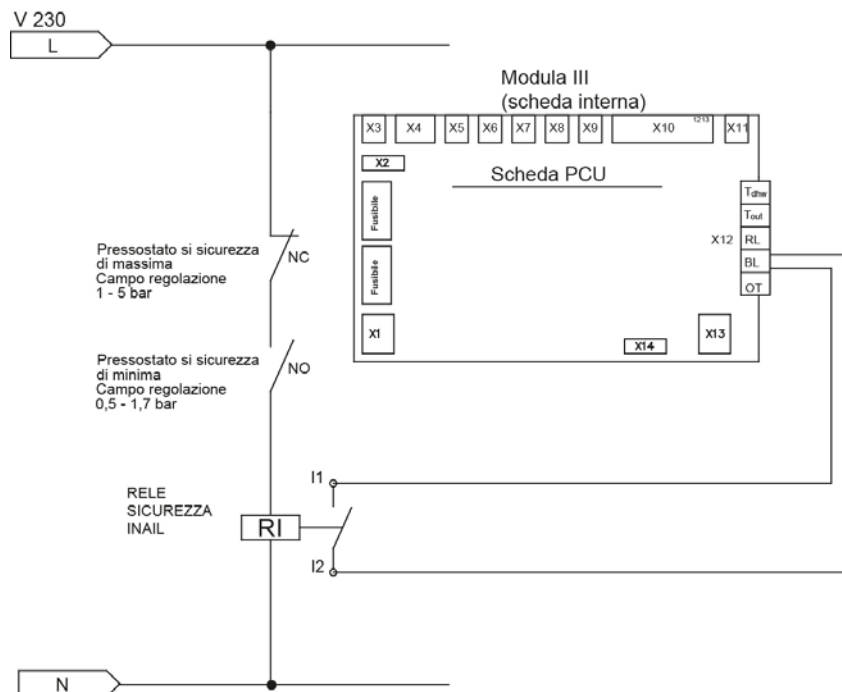 V 230
L
Modula III
(scheda interna)
X3 X4 X5 X6 X7 X8 X9 X10 1213 X11
X2
Scheda PCU
Fusibile
Fusibile
Tdhw
Tout
X12 RL
BL
OT
X1
X14
X13
Pressostato si sicurezza
di massima
Campo regolazione
1 - 5 bar
NC
Pressostato si sicurezza
di minima
Campo regolazione
0,5 - 1,7 bar
NO
RELE
SICUREZZA
INAIL
RI
I1
I2
N